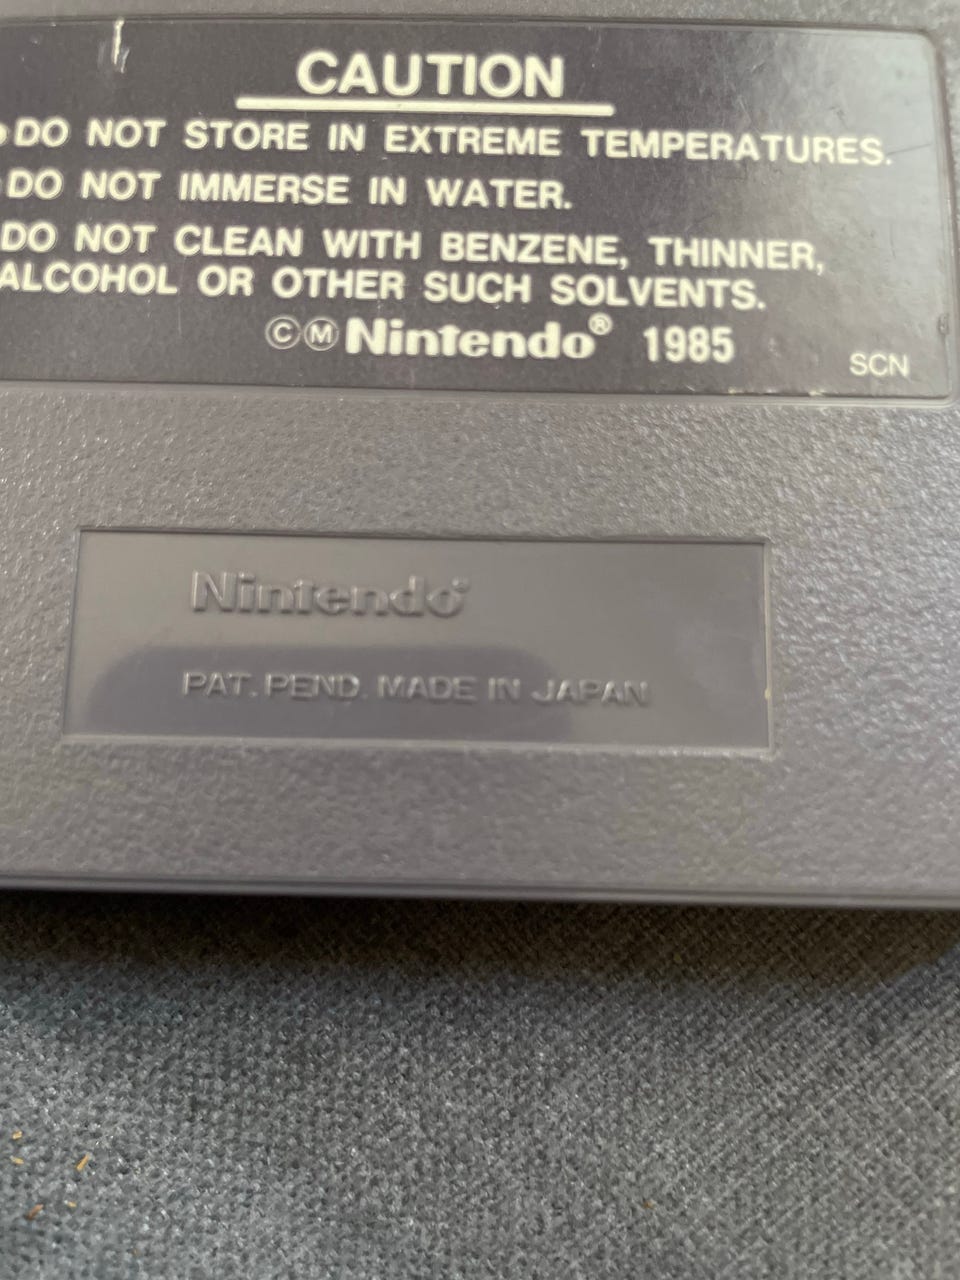 CAUTION
•DO NOT STORE IN EXTREME TEMPERATURES.
•DO NOT IMMERSE IN WATER.
DO NOT CLEAN WITH BENZENE, THINNER,
ALCOHOL OR OTHER SUCH SOLVENTS.
ⒸⓂNintendo® 1985
SCN
Nintendo®
PAT. PEND. MADE IN JAPAN